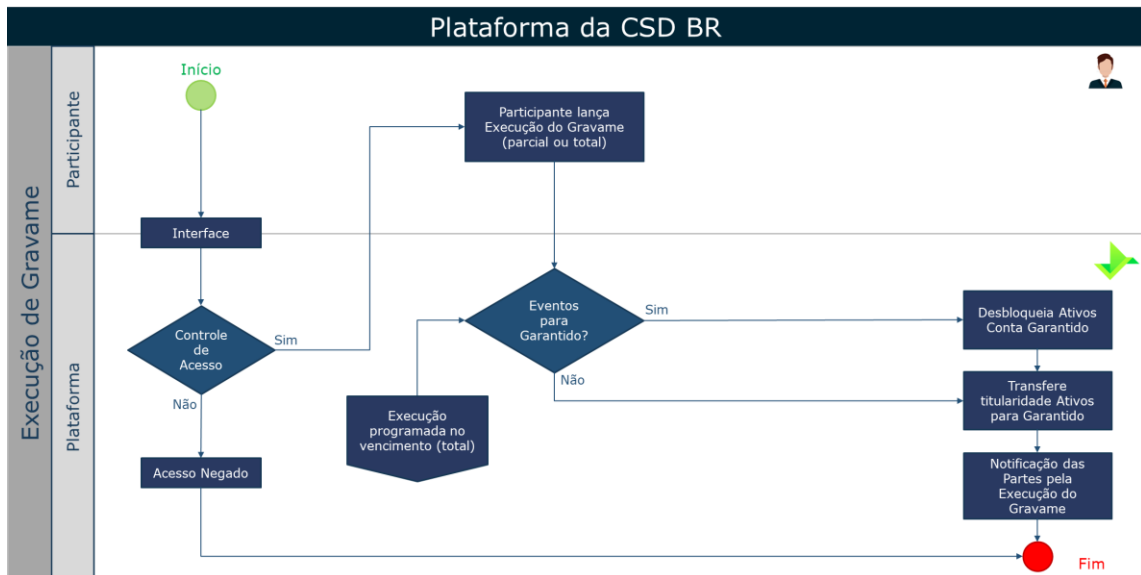 Plataforma da CSD BR
Execução de Gravame
Participante
Plataforma
Início
Interface
Controle
de
Acesso
Sim
Não
Acesso Negado
Participante lança
Execução do Gravame
(parcial ou total)
Eventos
para
Garantido?
Sim
Não
Execução
programada no
vencimento (total)
Desbloqueia Ativos
Conta Garantido
Transfere
titularidade Ativos
para Garantido
Notificação das
Partes pela
Execução do
Gravame
Fim